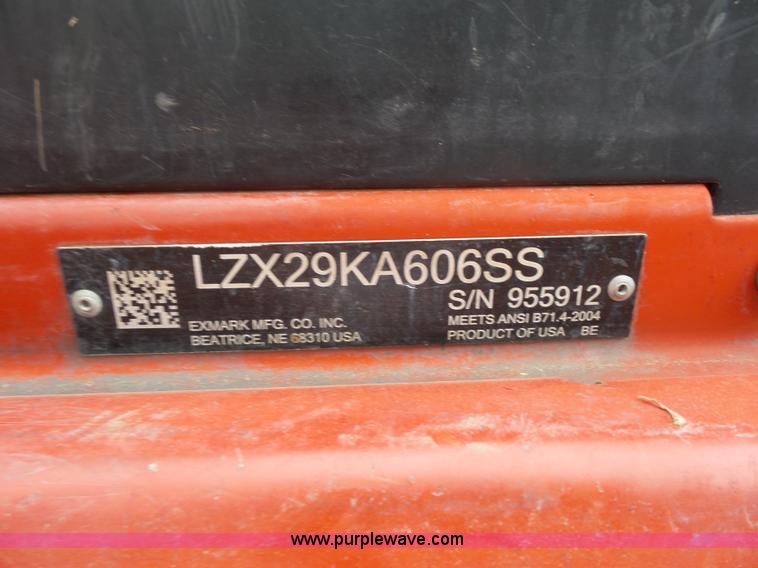 LZX29KA606SS
S/N 955912
EXMARK MFG. CO. INC.
BEATRICE, NE 68310 USA
MEETS ANSI B71.4-2004
PRODUCT OF USA BE
www.purplewave.com